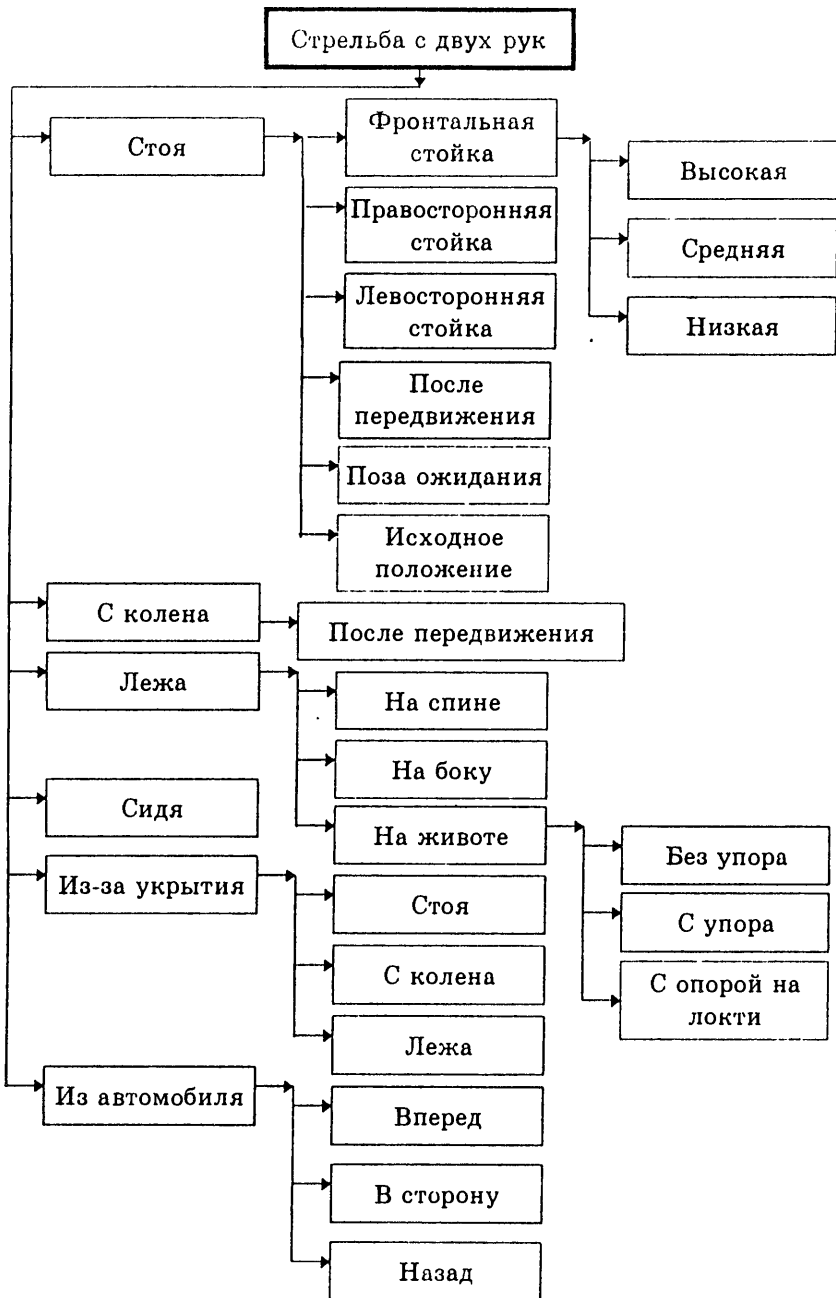 Стрельба с двух рук
Стоя
Фронтальная
стойка
Высокая
Правосторонняя
стойка
Средняя
Левосторонняя
стойка
Низкая
После
передвижения
Поза ожидания
Исходное
положение
С колена
После передвижения
Лежа
На спине
На боку
Сидя
На животе
Без упора
Из-за укрытия
Стоя
С упора
С колена
С опорой на
локти
Лежа
Из автомобиля
Вперед
В сторону
Назад